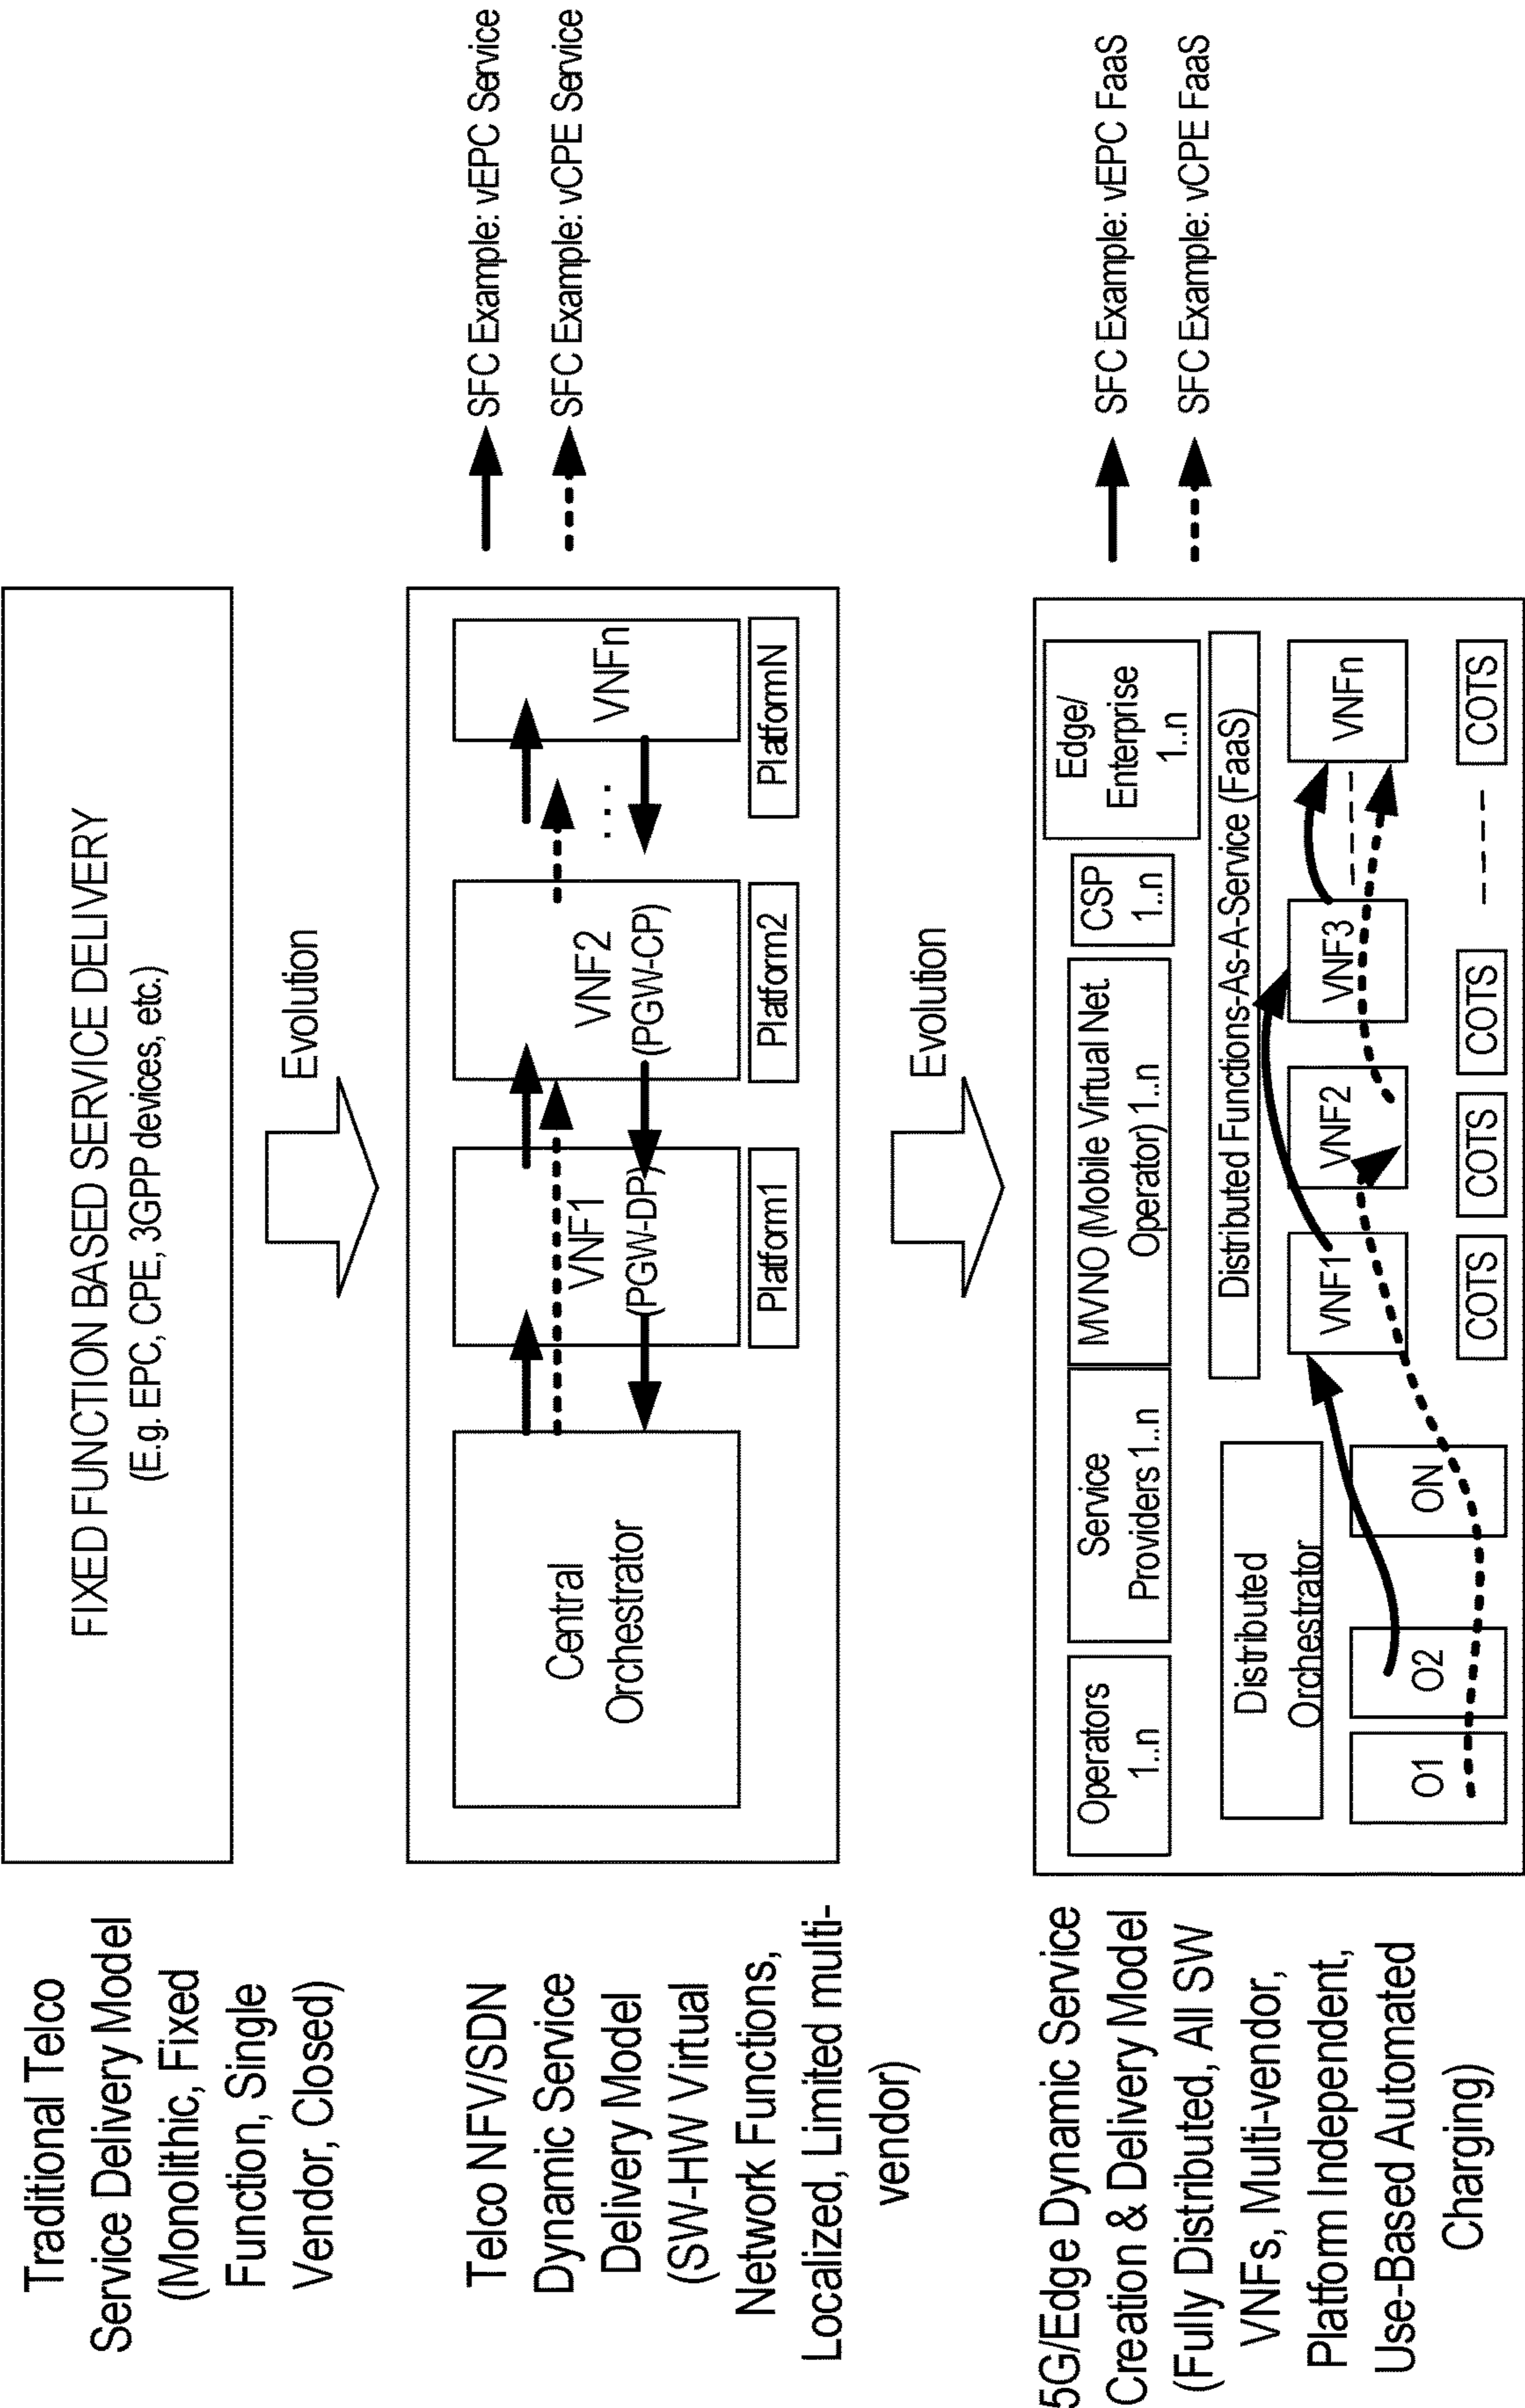 Traditional Telco
Service Delivery Model
(Monolithic, Fixed
Function, Single
Vendor, Closed)
FIXED FUNCTION BASED SERVICE DELIVERY
(E.g. EPC, CPE, 3GPP devices, etc.)
Evolution
Telco NFV/SDN
Dynamic Service
Delivery Model
(SW-HW Virtual
Network Functions,
Localized, Limited multi-
vendor)
Central
Orchestrator
VNF1
(PGW-DP)
Platform1
VNF2
(PGW-CP)
Platform2
...
VNFn
PlatformN
SFC Example: vEPC Service
SFC Example: vCPE Service
Evolution
5G/Edge Dynamic Service
Creation & Delivery Model
(Fully Distributed, All SW
VNFs, Multi-vendor,
Platform Independent,
Use-Based Automated
Charging)
Operators
1..n
Service
Providers 1..n
MVNO (Mobile Virtual Net.
Operator) 1..n
CSP
1..n
Edge/
Enterprise
1..n
Distributed
Orchestrator
Distributed Functions-As-A-Service (FaaS)
O1
O2
ON
VNF1
VNF2
VNF3
VNFn
COTS
COTS
COTS
COTS
SFC Example: vEPC FaaS
SFC Example: vCPE FaaS